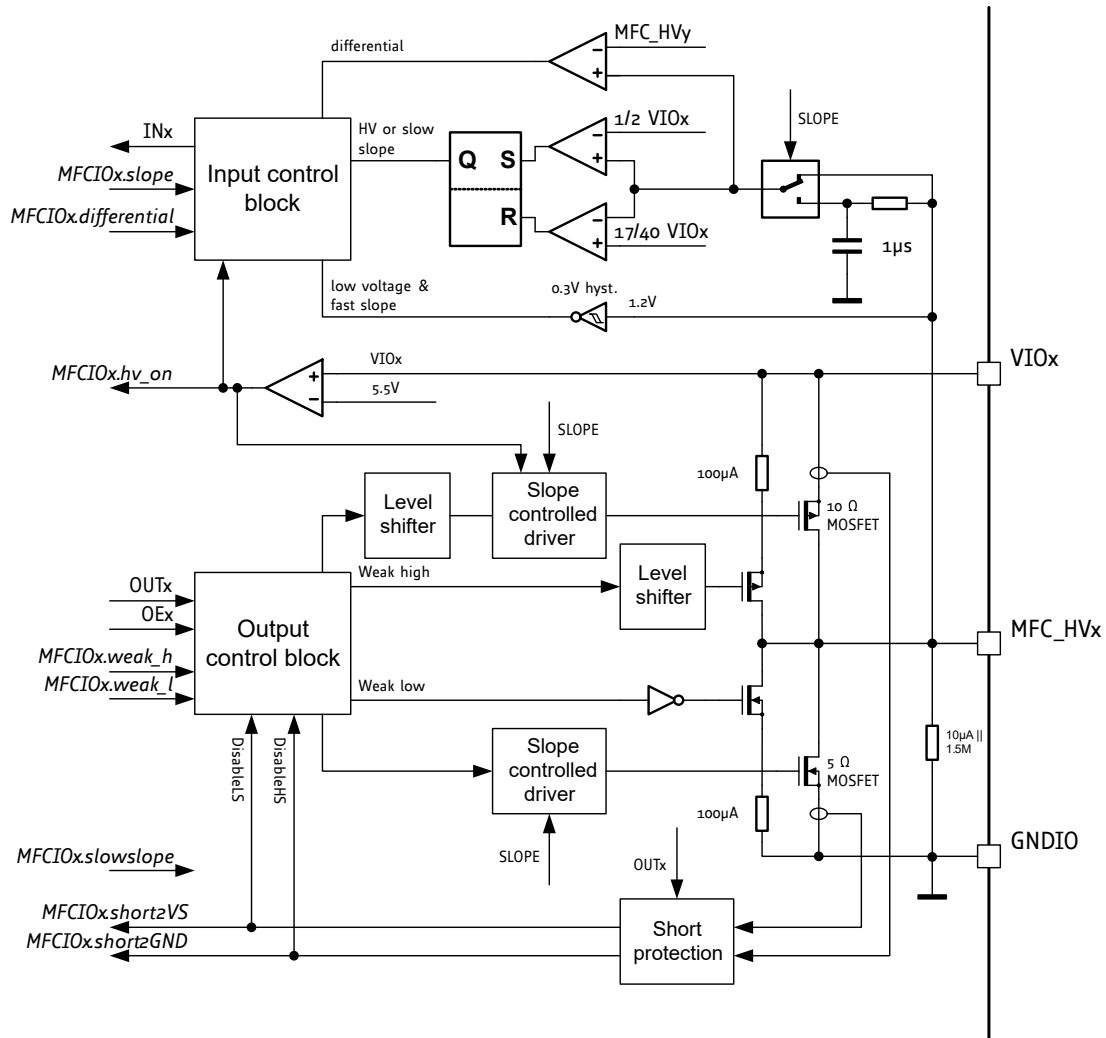 MFC_HVy
differential
SLOPE
INx
HV or slow
slope
1/2 VIOx
MFCIOx.slope
Input control
block
Q
S
MFCIOx.differential
R
17/40 VIOx
1µs
low voltage &
fast slope
0.3V hyst.
1.2V
VIOx
VIOx
MFCIOx.hv_on
+
−
5.5V
SLOPE
100µA
Level
shifter
Slope
controlled
driver
10 Ω
MOSFET
Weak high
Level
shifter
OUTx
OEx
Output
control block
MFC_HVx
MFCIOx.weak_h
MFCIOx.weak_l
Weak low
DisableLS
DisableHS
Slope
controlled
driver
5 Ω
MOSFET
10µA ||
1.5M
100µA
SLOPE
MFCIOx.slowslope
OUTx
GNDIO
MFCIOx.short2VS
MFCIOx.short2GND
Short
protection